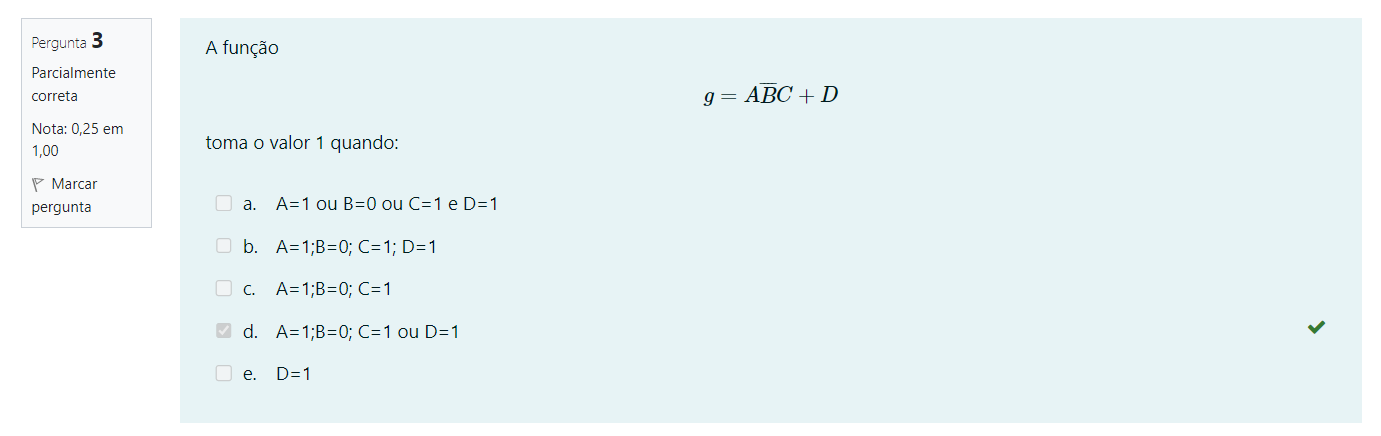 Pergunta 3
Parcialmente
correta
Nota: 0,25 em
1,00
Marcar
pergunta
A função
g = AB̅C + D
toma o valor 1 quando:
a. A=1 ou B=0 ou C=1 e D=1
b. A=1;B=0; C=1; D=1
c. A=1;B=0; C=1
d. A=1;B=0; C=1 ou D=1
e. D=1